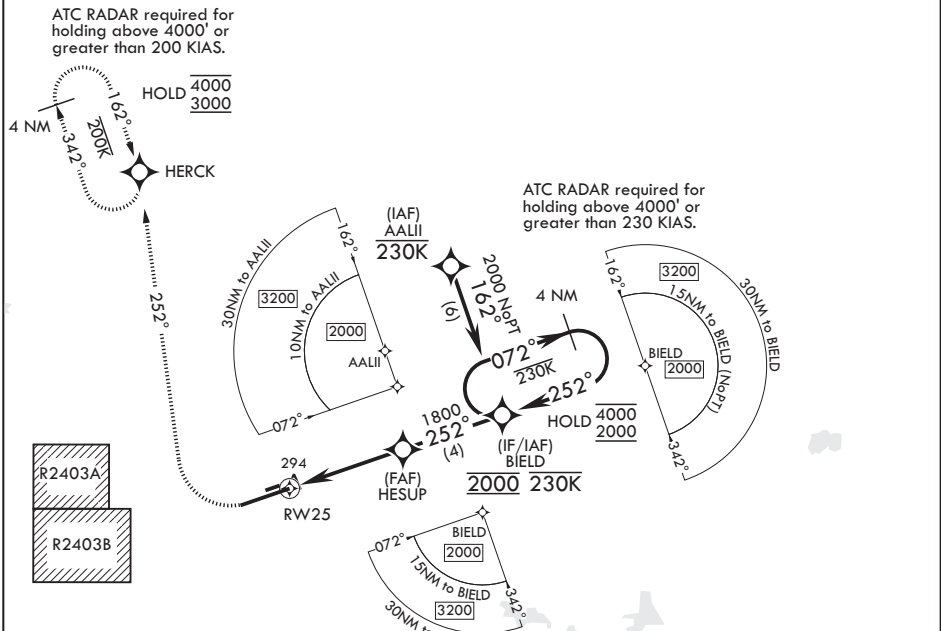 ATC RADAR required for
holding above 4000' or
greater than 200 KIAS.
HOLD 4000
3000
162°
200K
342°
4 NM
HERCK
252°
ATC RADAR required for
holding above 4000' or
greater than 230 KIAS.
(IAF)
AALII
230K
2000 NoPT
162°
(6)
4 NM
072°
230K
252°
HOLD 4000
2000
(IF/IAF)
BIELD
2000 230K
1800
252°
(4)
(FAF)
HESUP
294
RW25
30NM to AALII
3200
162°
10NM to AALII
2000
AALII
072°
162°
3200
15NM to BIELD (NoPT)
30NM to BIELD
BIELD
2000
342°
R2403A
R2403B
072°
BIELD
2000
15NM to BIELD
342°
3200
30NM to